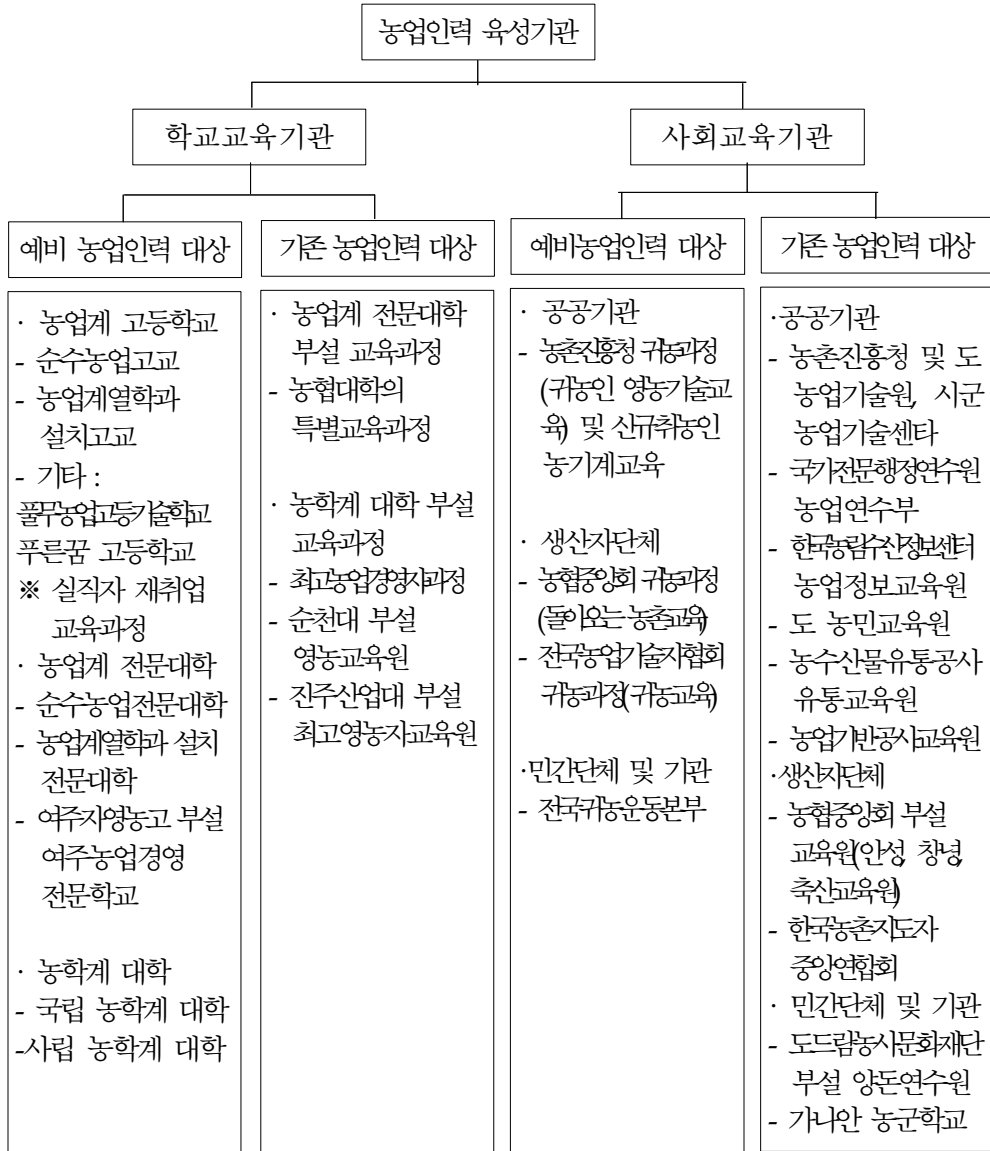 농업인력 육성기관
학교교육기관
사회교육기관
예비 농업인력 대상
기존 농업인력 대상
예비농업인력 대상
기존 농업인력 대상
· 농업계 고등학교
- 순수농업고교
- 농업계열학과
설치고교
- 기타 :
풀무농업고등기술학교
푸른꿈 고등학교
※ 실직자 재취업
교육과정
· 농업계 전문대학
- 순수농업전문대학
- 농업계열학과 설치
전문대학
- 여주자영농고 부설
여주농업경영
전문학교
· 농학계 대학
- 국립 농학계 대학
-사립 농학계 대학
· 농업계 전문대학
부설 교육과정
- 농협대학의
특별교육과정
· 농학계 대학 부설
교육과정
- 최고농업경영자과정
- 순천대 부설
영농교육원
- 진주산업대 부설
최고영농자교육원
· 공공기관
- 농촌진흥청 귀농과정
(귀농인 영농기술교
육) 및 신규취농인
농기계교육
· 생산자단체
- 농협중앙회 귀농과정
(돌아오는 농촌교육)
- 전국농업기술자협회
귀농과정(귀농교육)
·민간단체 및 기관
- 전국귀농운동본부
·공공기관
- 농촌진흥청 및 도
농업기술원, 시군
농업기술센타
- 국가전문행정연수원
농업연수부
- 한국농림수산정보센터
농업정보교육원
- 도 농민교육원
- 농수산물유통공사
유통교육원
- 농업기반공사교육원
·생산자단체
- 농협중앙회 부설
교육원(안성, 창녕,
축산교육원)
- 한국농촌지도자
중앙연합회
· 민간단체 및 기관
- 도드람농사문화재단
부설 양돈연수원
- 가나안 농군학교